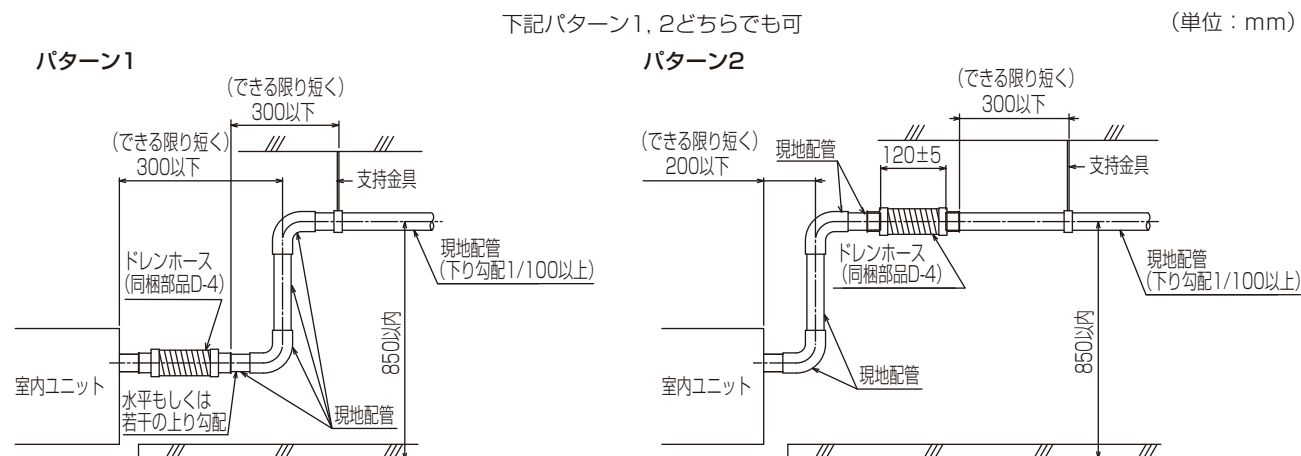 下記パターン1, 2どちらでも可
(単位：mm)
パターン1
(できる限り短く)
300以下
(できる限り短く)
300以下
支持金具
ドレンホース
(同梱部品D-4)
現地配管
(下り勾配1/100以上)
850以内
室内ユニット
水平もしくは
若干の上り勾配
現地配管
パターン2
(できる限り短く)
300以下
(できる限り短く)
200以下
現地配管
120±5
支持金具
ドレンホース
(同梱部品D-4)
現地配管
(下り勾配1/100以上)
850以内
室内ユニット
現地配管